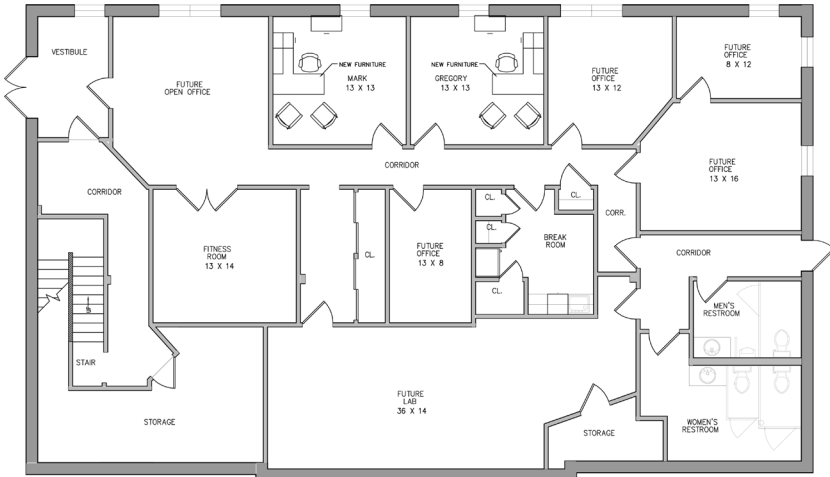 VESTIBULE
FUTURE
OPEN OFFICE
NEW FURNITURE
MARK
13 X 13
NEW FURNITURE
GREGORY
13 X 13
FUTURE
OFFICE
13 X 12
FUTURE
OFFICE
8 X 12
CORRIDOR
FUTURE
OFFICE
13 X 16
CORRIDOR
CL.
CL.
CORR.
CL.
FITNESS
ROOM
13 X 14
CL.
FUTURE
OFFICE
13 X 8
BREAK
ROOM
CORRIDOR
CL.
MEN'S
RESTROOM
STAIR
FUTURE
LAB
36 X 14
STORAGE
STORAGE
WOMEN'S
RESTROOM